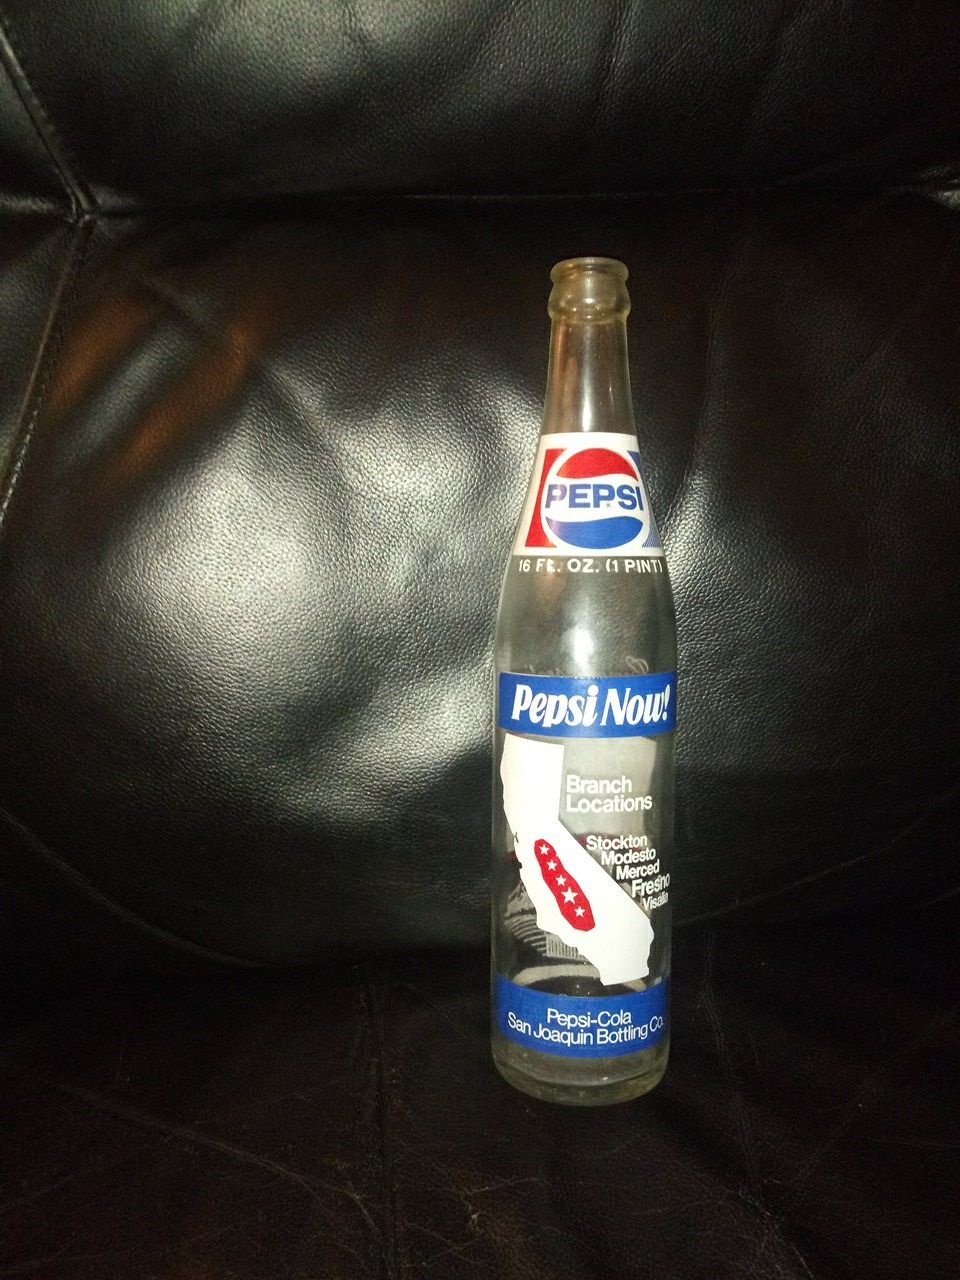 PEPSI
16 FL. OZ. (1 PINT)
Pepsi Now!
Branch
Locations
Stockton
Modesto
Merced
Fresno
Visalia
Pepsi-Cola
San Joaquin Bottling Co.